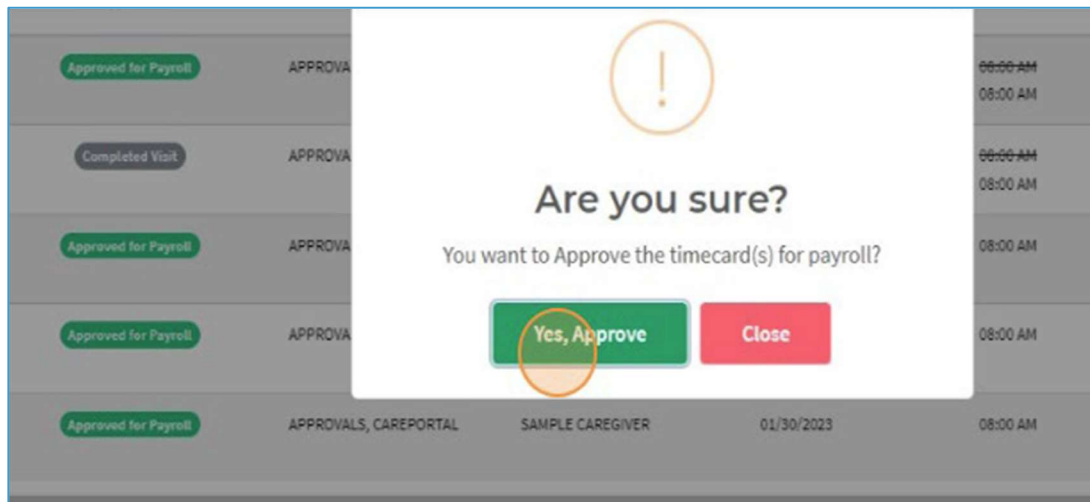 Approved for Payroll APPROVA 08:00 AM
08:00 AM
Completed Visit APPROVA 08:00 AM
08:00 AM
Are you sure?
Approved for Payroll APPROVA 08:00 AM
You want to Approve the timecard(s) for payroll?
Approved for Payroll APPROVA Yes, Approve Close 08:00 AM
Approved for Payroll APPROVALS, CAREPORTAL SAMPLE CAREGIVER 01/30/2023 08:00 AM